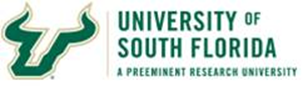 UNIVERSITY OF
SOUTH FLORIDA
A PREEMINENT RESEARCH UNIVERSITY